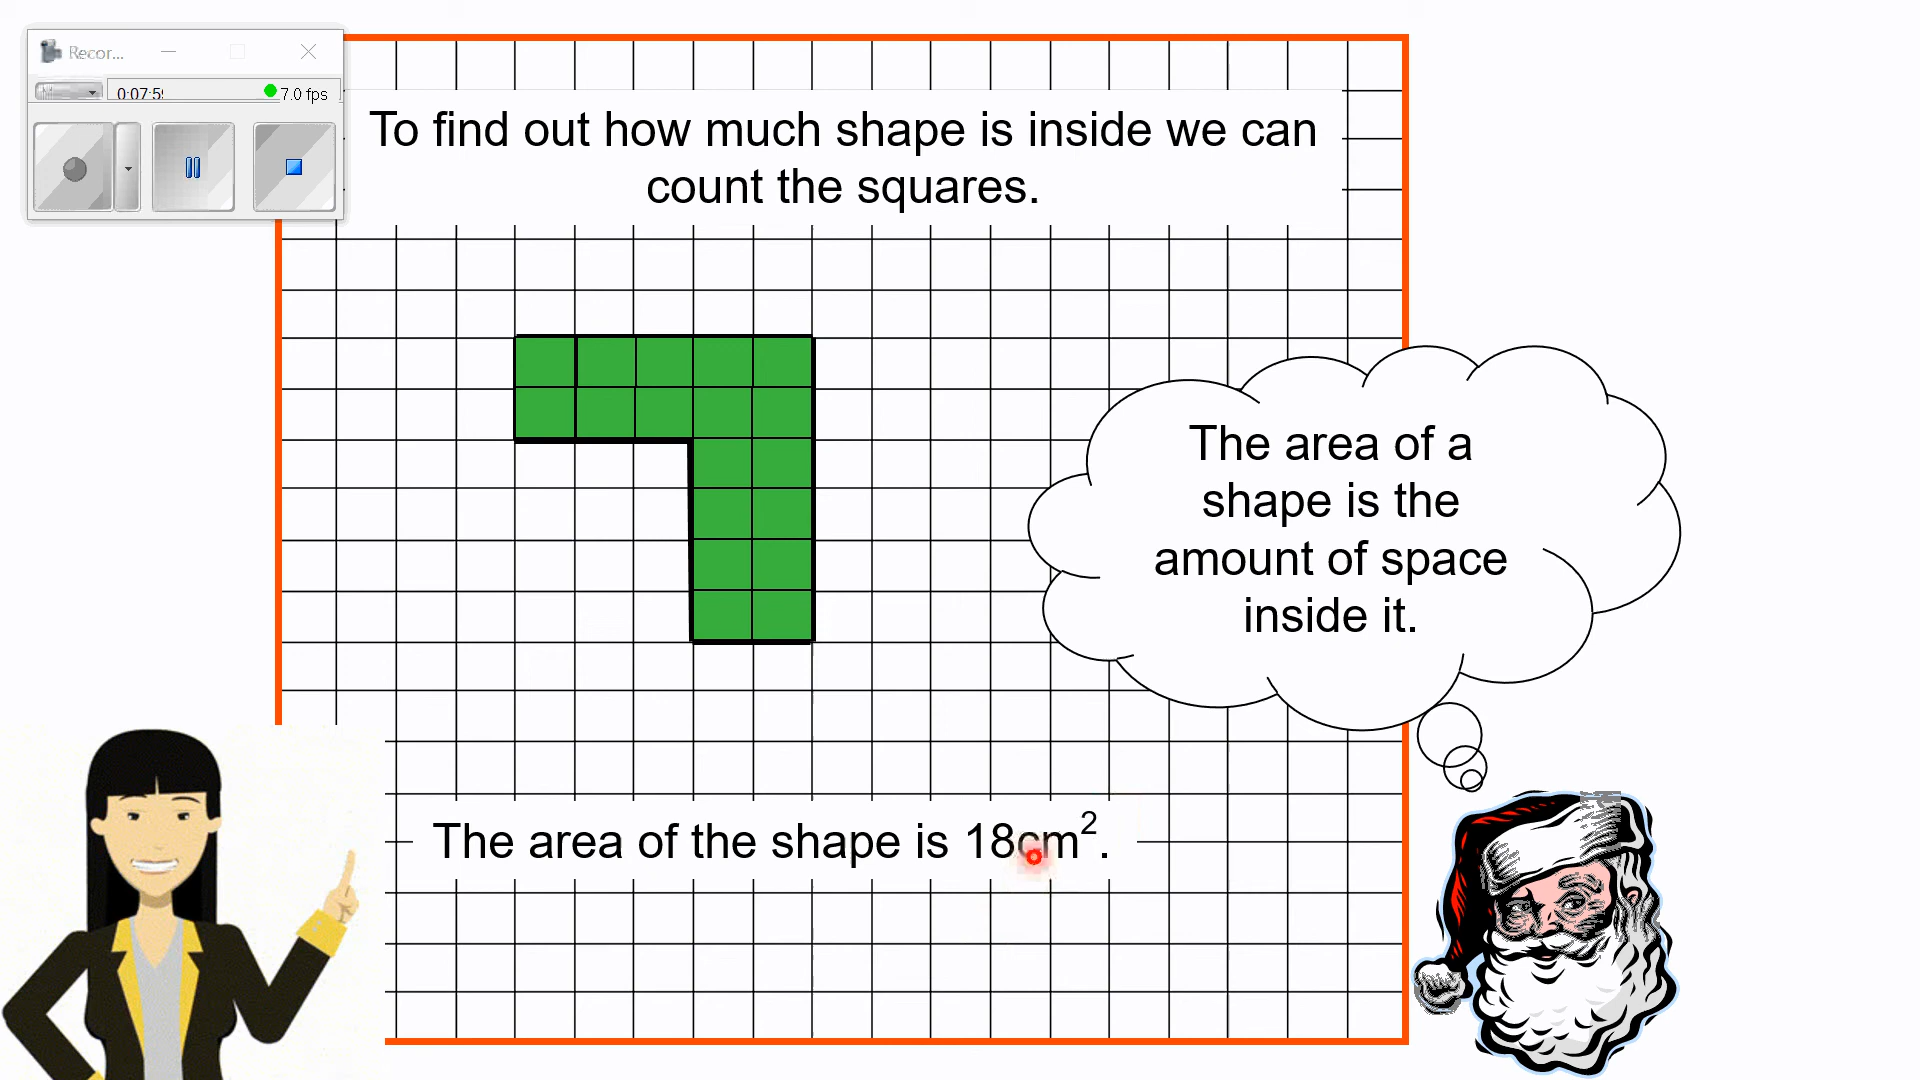 Recor...
0:07:5
7.0 fps
To find out how much shape is inside we can
count the squares.
The area of a
shape is the
amount of space
inside it.
The area of the shape is 18cm².